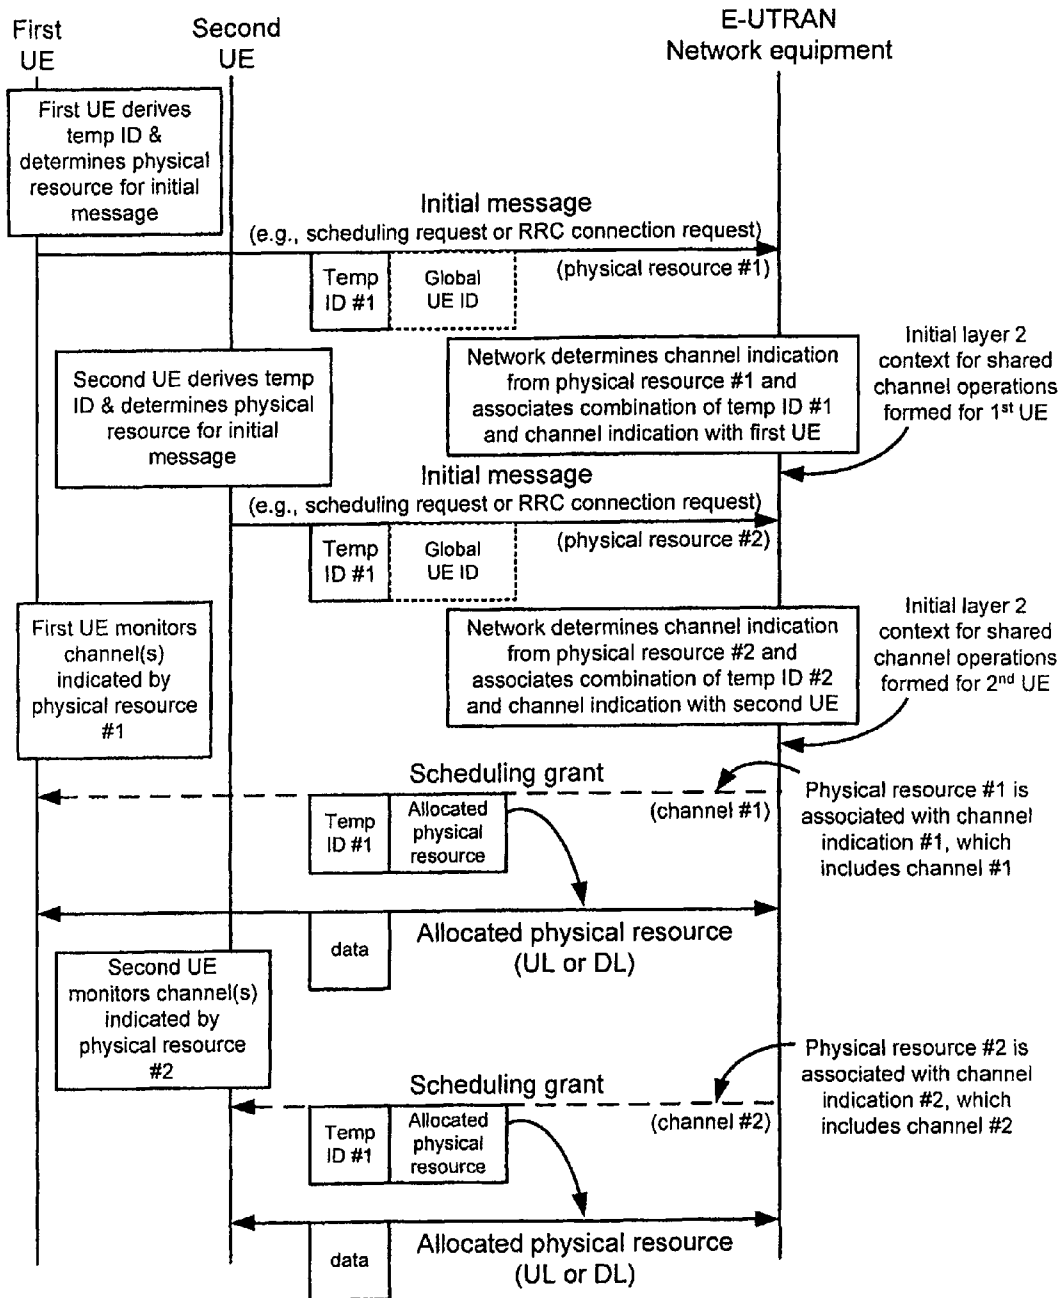 First
UE
Second
UE
E-UTRAN
Network equipment
First UE derives
temp ID &
determines physical
resource for initial
message
Initial message
(e.g., scheduling request or RRC connection request)
(physical resource #1)
Temp
ID #1
Global
UE ID
Network determines channel indication
from physical resource #1 and
associates combination of temp ID #1
and channel indication with first UE
Initial layer 2
context for shared
channel operations
formed for 1st UE
Second UE derives temp
ID & determines physical
resource for initial
message
Initial message
(e.g., scheduling request or RRC connection request)
(physical resource #2)
Temp
ID #1
Global
UE ID
First UE monitors
channel(s)
indicated by
physical resource
#1
Network determines channel indication
from physical resource #2 and
associates combination of temp ID #2
and channel indication with second UE
Initial layer 2
context for shared
channel operations
formed for 2nd UE
Scheduling grant
(channel #1)
Temp
ID #1
Allocated
physical
resource
Physical resource #1 is
associated with channel
indication #1, which
includes channel #1
data
Allocated physical resource
(UL or DL)
Second UE
monitors channel(s)
indicated by
physical resource
#2
Scheduling grant
(channel #2)
Temp
ID #1
Allocated
physical
resource
Physical resource #2 is
associated with channel
indication #2, which
includes channel #2
data
Allocated physical resource
(UL or DL)